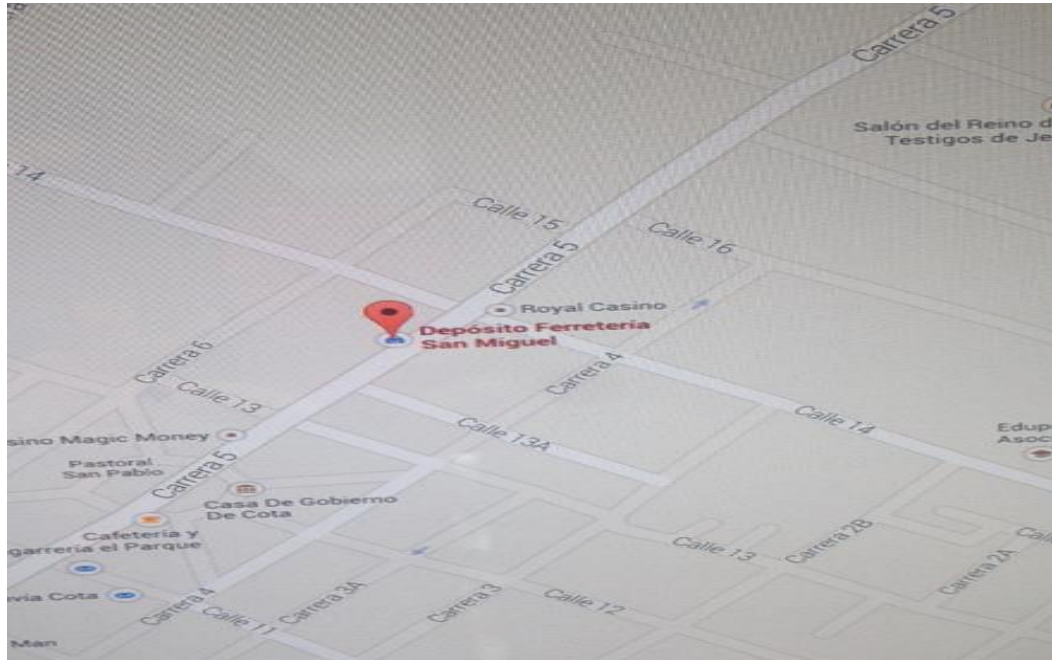 Carrera 5
Salón del Reino d
Testigos de Je
14
Calle 15
Calle 16
Carrera 5
Royal Casino
Depósito Ferretería
San Miguel
Carrera 6
Carrera 4
Calle 13
Calle 14
sino Magic Money
Calle 13A
Edup
Asoc
Pastoral
San Pablo
Carrera 5
Casa De Gobierno
De Cota
Cafetería y
garrería el Parque
Calle 13
Carrera 2B
Cal
Carrera 2A
via Cota
Carrera 4
Carrera 3A
Carrera 3
Calle 12
Calle 11
Man